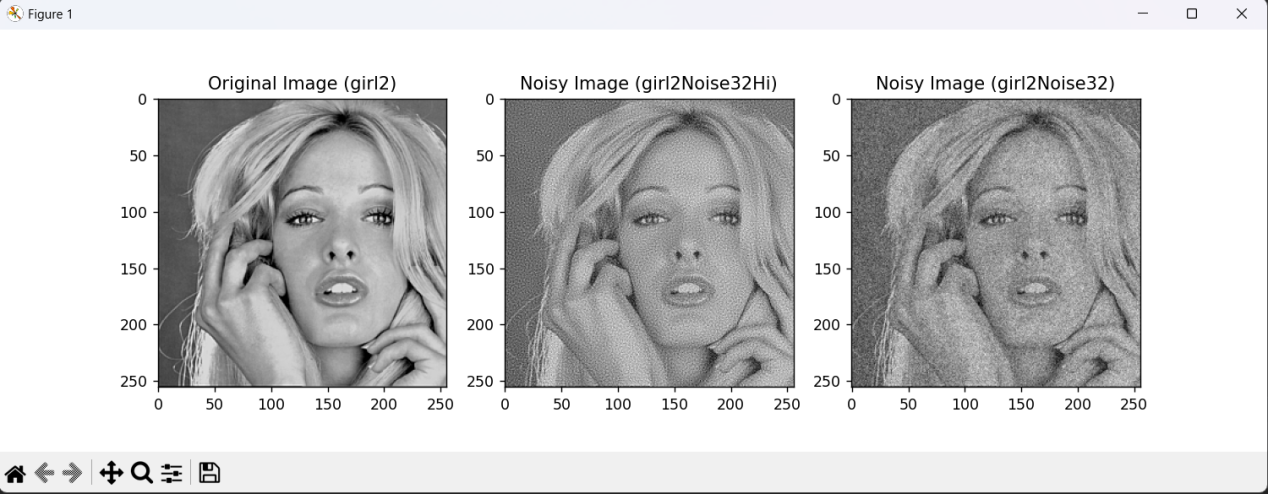 Figure 1
Original Image (girl2)
Noisy Image (girl2Noise32Hi)
Noisy Image (girl2Noise32)
0
50
100
150
200
250
0 50 100 150 200 250
0
50
100
150
200
250
0 50 100 150 200 250
0
50
100
150
200
250
0 50 100 150 200 250